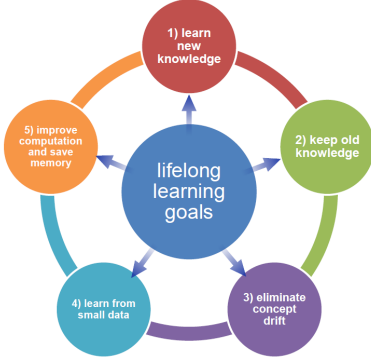 1) learn
new
knowledge
2) keep old
knowledge
3) eliminate
concept
drift
4) learn from
small data
5) improve
computation
and save
memory
lifelong
learning
goals